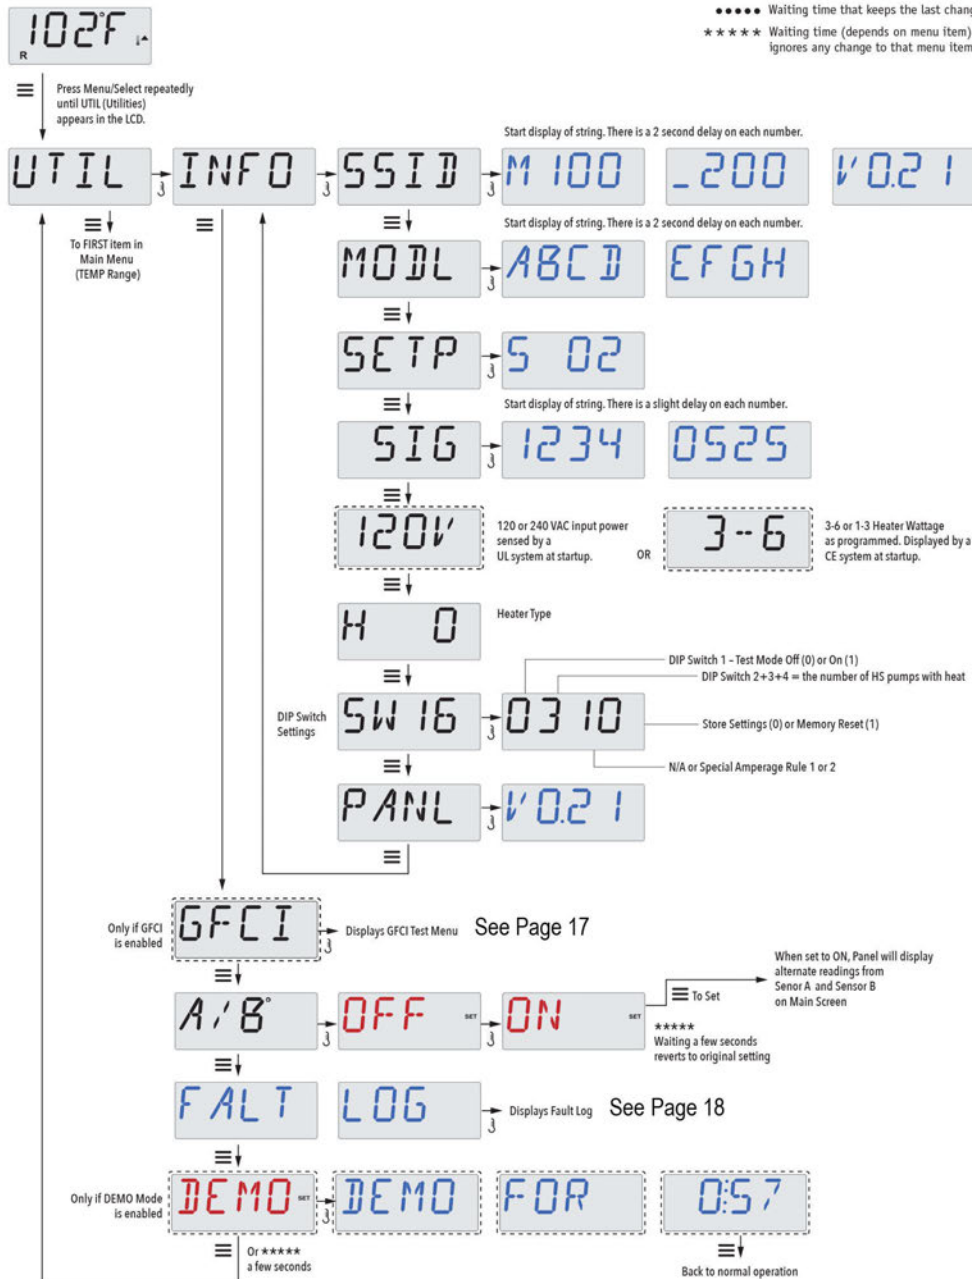 102°F
R
••••• Waiting time that keeps the last chang
***** Waiting time (depends on menu item)
ignores any change to that menu item
Press Menu/Select repeatedly
until UTIL (Utilities)
appears in the LCD.
Start display of string. There is a 2 second delay on each number.
UTIL INFO SSID M100 _200 V0.21
To FIRST item in
Main Menu
(TEMP Range)
Start display of string. There is a 2 second delay on each number.
MODL ABCD EFGH
SETP S 02
Start display of string. There is a slight delay on each number.
SIG 1234 0525
120V
120 or 240 VAC input power
sensed by a
UL system at startup.
OR
3--6
3-6 or 1-3 Heater Wattage
as programmed. Displayed by a
CE system at startup.
H 0
Heater Type
DIP Switch 1 – Test Mode Off (0) or On (1)
DIP Switch 2+3+4 = the number of HS pumps with heat
DIP Switch
Settings
SW16 0310
Store Settings (0) or Memory Reset (1)
N/A or Special Amperage Rule 1 or 2
PANL V0.21
Only if GFCI
is enabled
GFCI
Displays GFCI Test Menu See Page 17
A/B° OFF SET ON SET
To Set
When set to ON, Panel will display
alternate readings from
Senor A and Sensor B
on Main Screen
*****
Waiting a few seconds
reverts to original setting
FALT LOG
Displays Fault Log See Page 18
Only if DEMO Mode
is enabled
DEMO SET DEMO FOR 0:57
Or *****
a few seconds
Back to normal operation